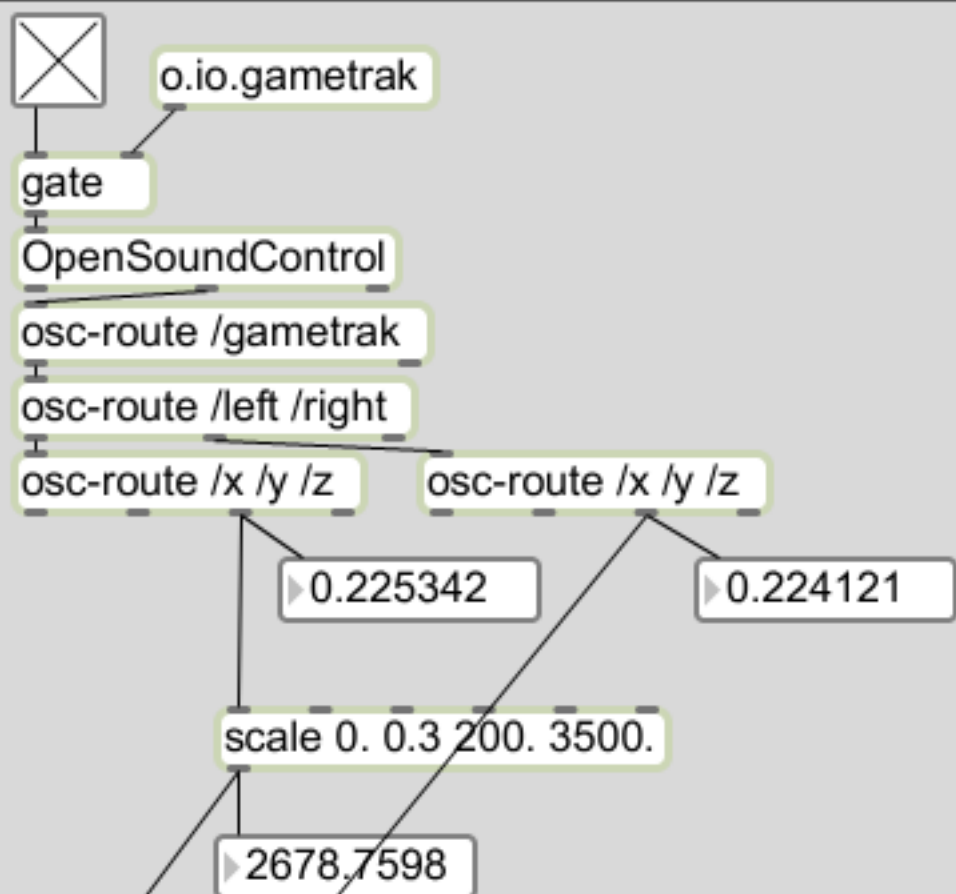 o.io.gametrak
gate
OpenSoundControl
osc-route /gametrak
osc-route /left /right
osc-route /x /y /z
osc-route /x /y /z
0.225342
0.224121
scale 0. 0.3 200. 3500.
2678.7598